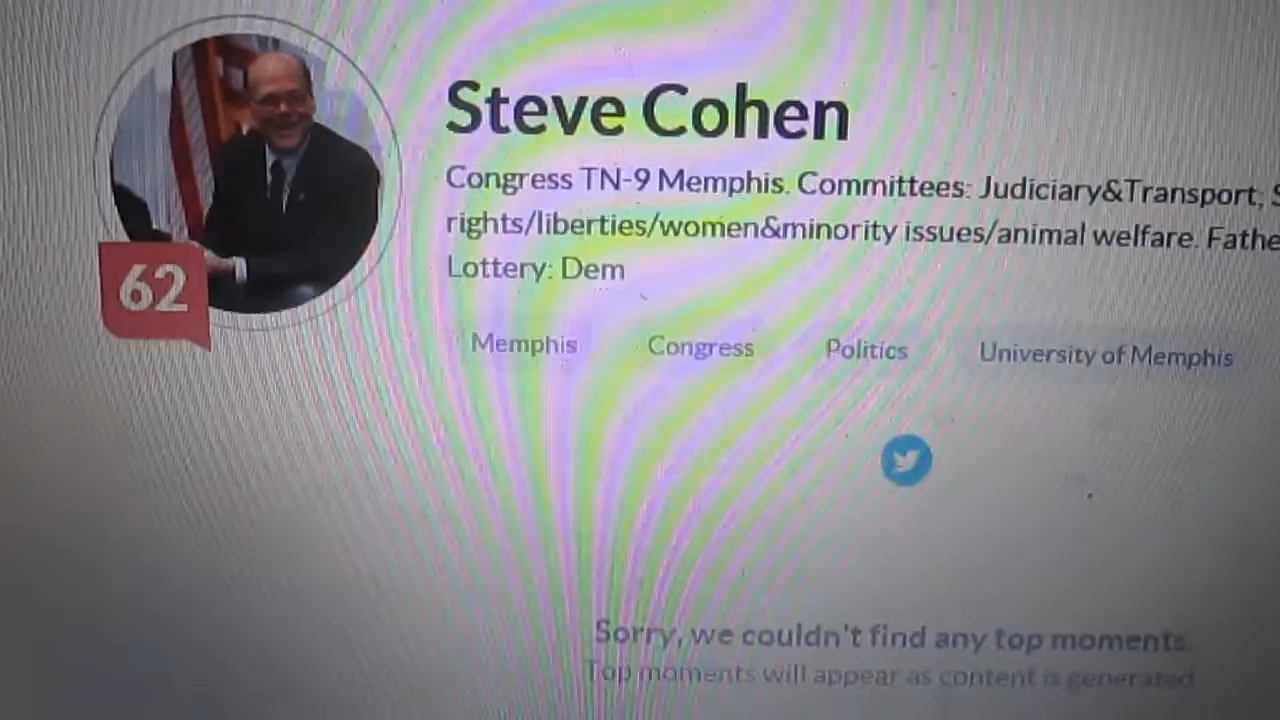 Steve Cohen
Congress TN-9 Memphis. Committees: Judiciary&Transport; S
rights/liberties/women&minority issues/animal welfare. Fathe
Lottery: Dem
62
Memphis Congress Politics University of Memphis
Sorry, we couldn't find any top moments.
Top moments will appear as content is generated